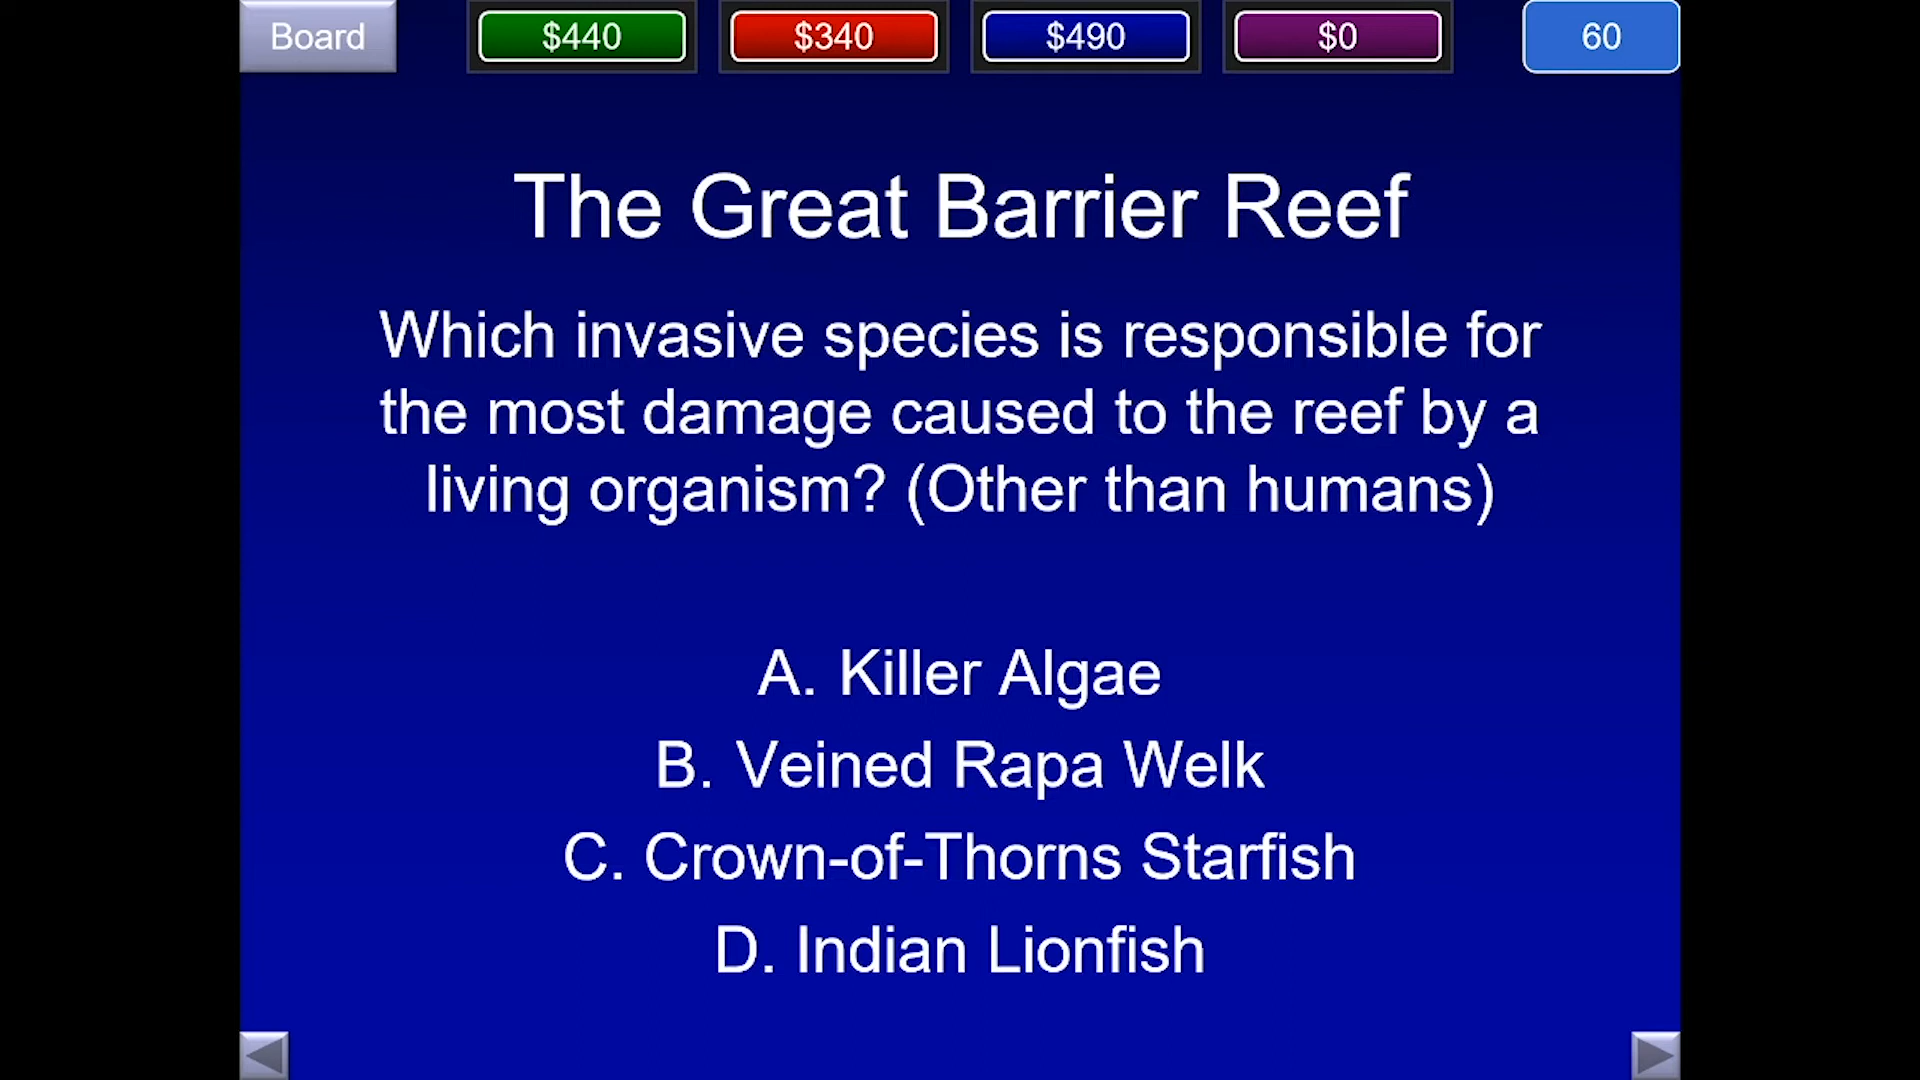 Board $440 $340 $490 $0 60
The Great Barrier Reef
Which invasive species is responsible for
the most damage caused to the reef by a
living organism? (Other than humans)
A. Killer Algae
B. Veined Rapa Welk
C. Crown-of-Thorns Starfish
D. Indian Lionfish